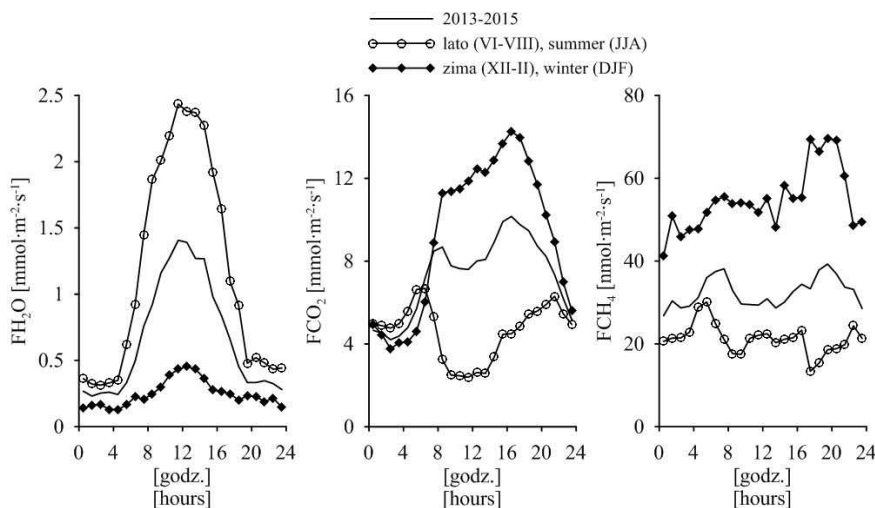 2013-2015
lato (VI-VIII), summer (JJA)
zima (XII-II), winter (DJF)
FH₂O [mmol·m⁻²·s⁻¹]
2.5
2
1.5
1
0.5
0
0 4 8 12 16 20 24
[godz.]
[hours]
FCO₂ [mmol·m⁻²·s⁻¹]
16
12
8
4
0
0 4 8 12 16 20 24
[godz.]
[hours]
FCH₄ [nmol·m⁻²·s⁻¹]
80
60
40
20
0
0 4 8 12 16 20 24
[godz.]
[hours]